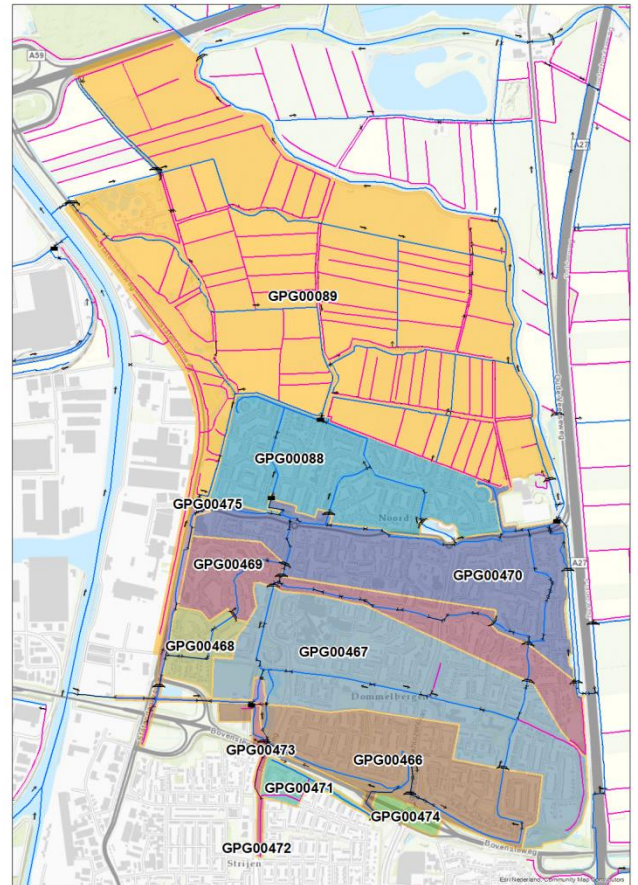 A59
A27
GPG00089
GPG00088
Noord
GPG00475
GPG00469
GPG00470
A27
GPG00468
GPG00467
Dommelbergen
GPG00473
GPG00466
GPG00471
GPG00474
Bovensteweg
GPG00472
Strijen
Esri Nederland, Community Map Contributors